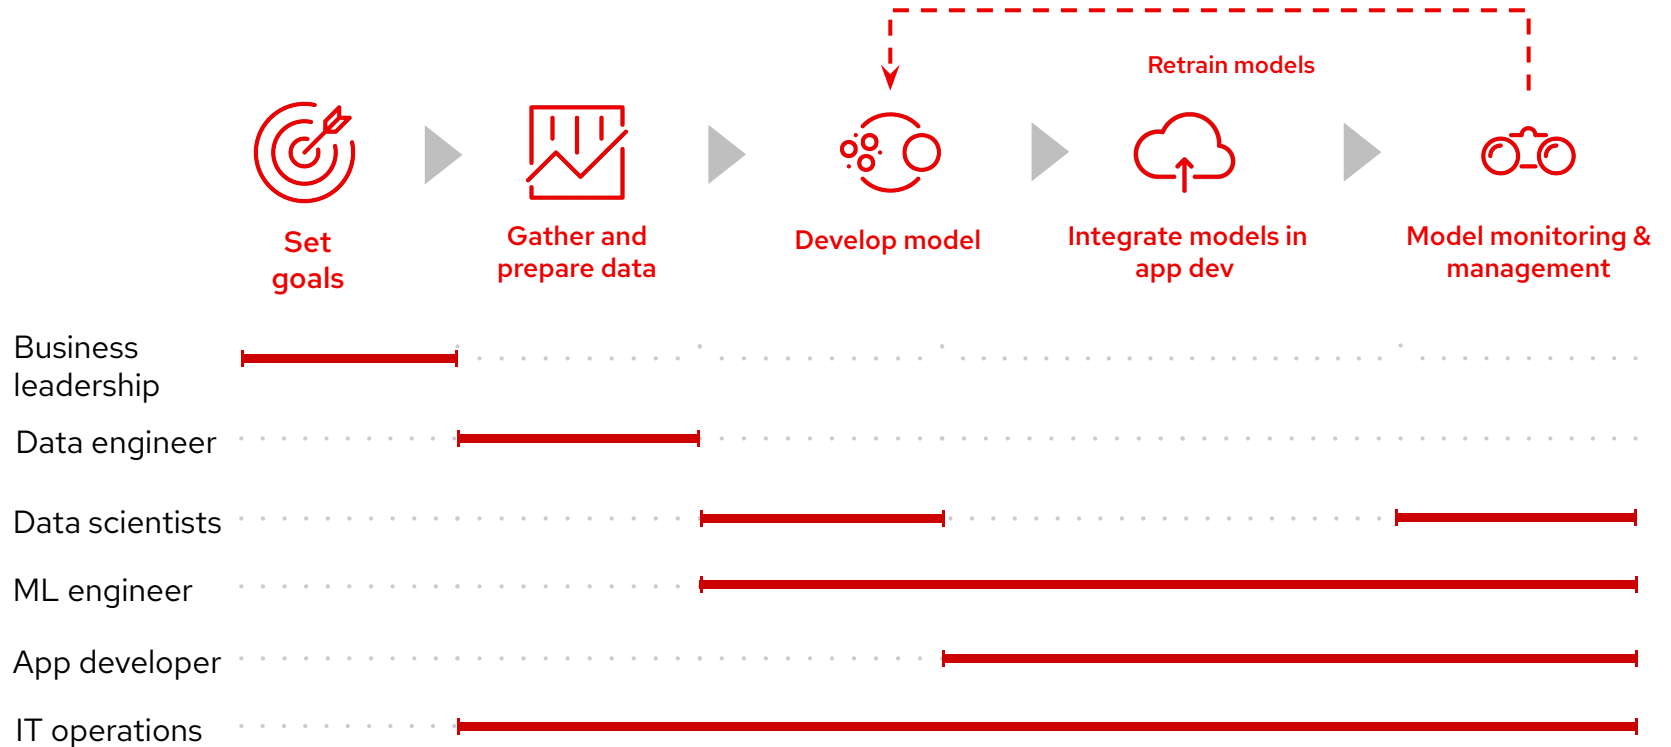 Retrain models
Set
goals
Gather and
prepare data
Develop model
Integrate models in
app dev
Model monitoring &
management
Business
leadership
Data engineer
Data scientists
ML engineer
App developer
IT operations